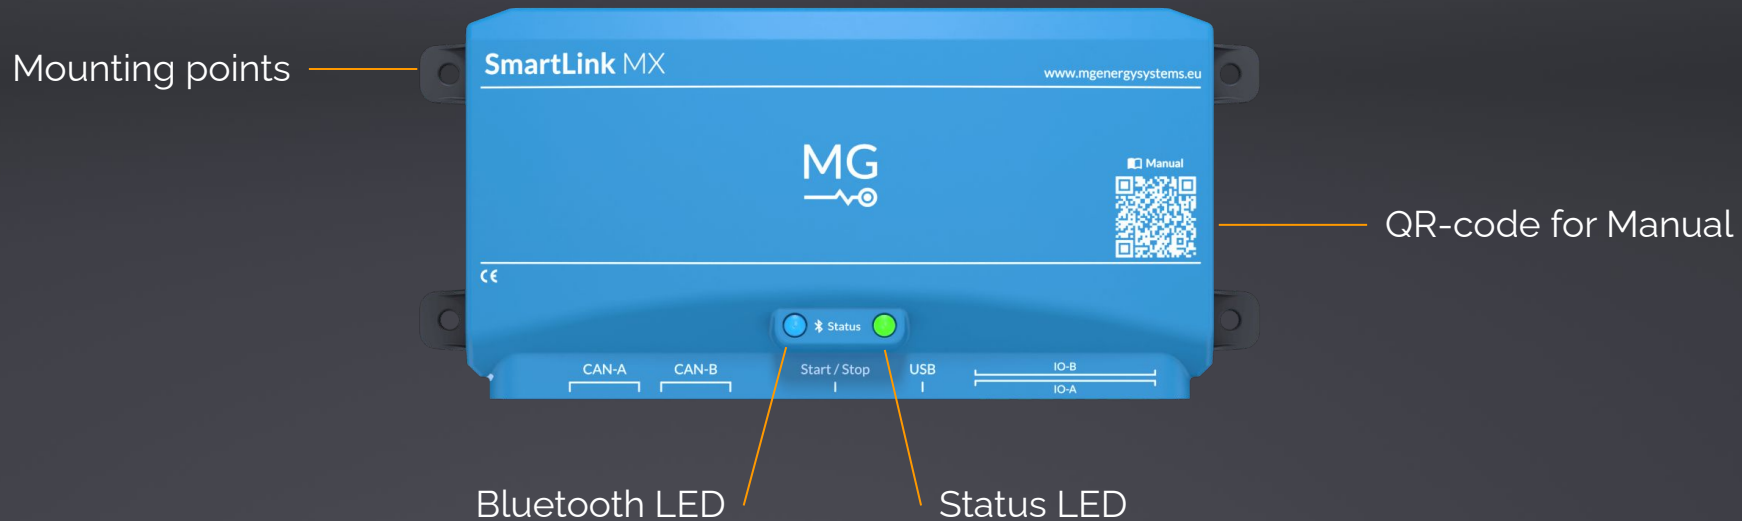 Mounting points
SmartLink MX
www.mgenergysystems.eu
MG
Manual
QR-code for Manual
CE
Status
CAN-A
CAN-B
Start / Stop
USB
IO-B
IO-A
Bluetooth LED
Status LED